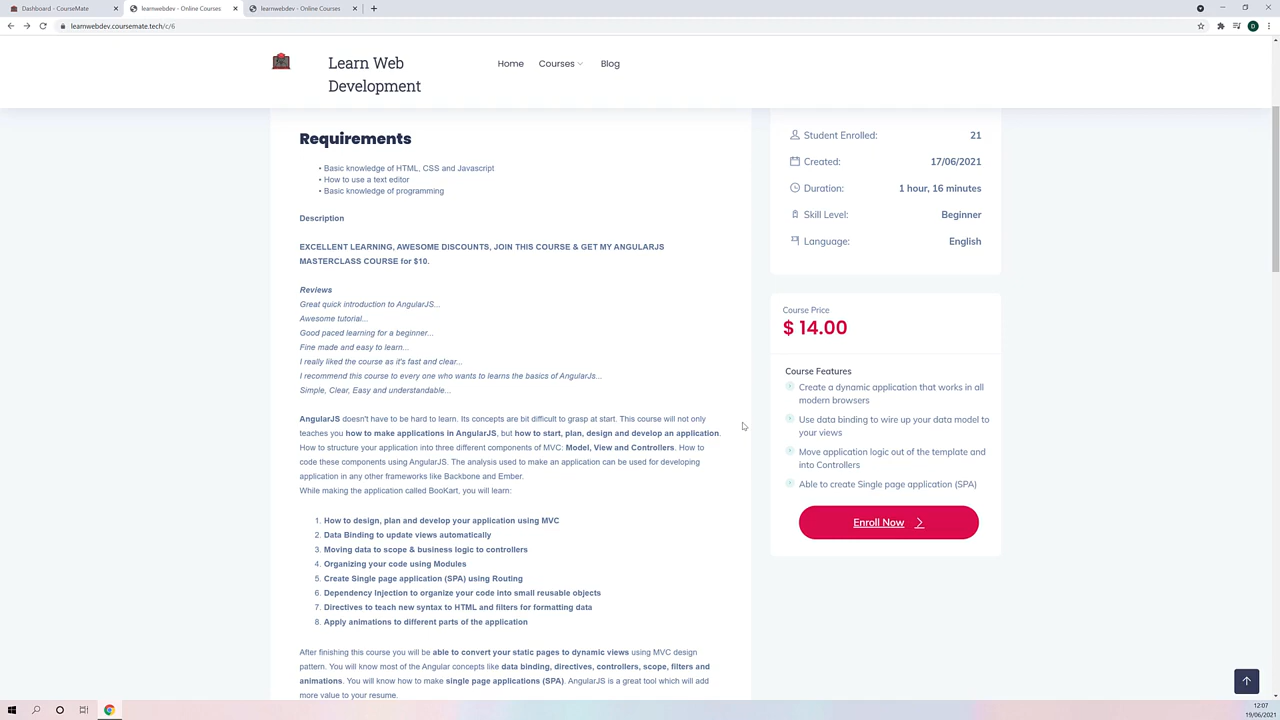 Dashboard - CourseMate
learnwebdev - Online Courses
learnwebdev - Online Courses
learnwebdev.coursemate.tech/c/6
D
Learn Web
Development
Home
Courses
Blog
Requirements
• Basic knowledge of HTML, CSS and Javascript
• How to use a text editor
• Basic knowledge of programming
Description
EXCELLENT LEARNING, AWESOME DISCOUNTS, JOIN THIS COURSE & GET MY ANGULARJS
MASTERCLASS COURSE for $10.
Reviews
Great quick introduction to AngularJS...
Awesome tutorial...
Good paced learning for a beginner...
Fine made and easy to learn...
I really liked the course as it's fast and clear...
I recommend this course to every one who wants to learns the basics of AngularJs...
Simple, Clear, Easy and understandable...
AngularJS doesn't have to be hard to learn. Its concepts are bit difficult to grasp at start. This course will not only
teaches you how to make applications in AngularJS, but how to start, plan, design and develop an application.
How to structure your application into three different components of MVC: Model, View and Controllers. How to
code these components using AngularJS. The analysis used to make an application can be used for developing
application in any other frameworks like Backbone and Ember.
While making the application called BooKart, you will learn:
1. How to design, plan and develop your application using MVC
2. Data Binding to update views automatically
3. Moving data to scope & business logic to controllers
4. Organizing your code using Modules
5. Create Single page application (SPA) using Routing
6. Dependency Injection to organize your code into small reusable objects
7. Directives to teach new syntax to HTML and filters for formatting data
8. Apply animations to different parts of the application
After finishing this course you will be able to convert your static pages to dynamic views using MVC design
pattern. You will know most of the Angular concepts like data binding, directives, controllers, scope, filters and
animations. You will know how to make single page applications (SPA). AngularJS is a great tool which will add
more value to your resume.
Student Enrolled: 21
Created: 17/06/2021
Duration: 1 hour, 16 minutes
Skill Level: Beginner
Language: English
Course Price
$ 14.00
Course Features
Create a dynamic application that works in all
modern browsers
Use data binding to wire up your data model to
your views
Move application logic out of the template and
into Controllers
Able to create Single page application (SPA)
Enroll Now
12:07
19/06/2021